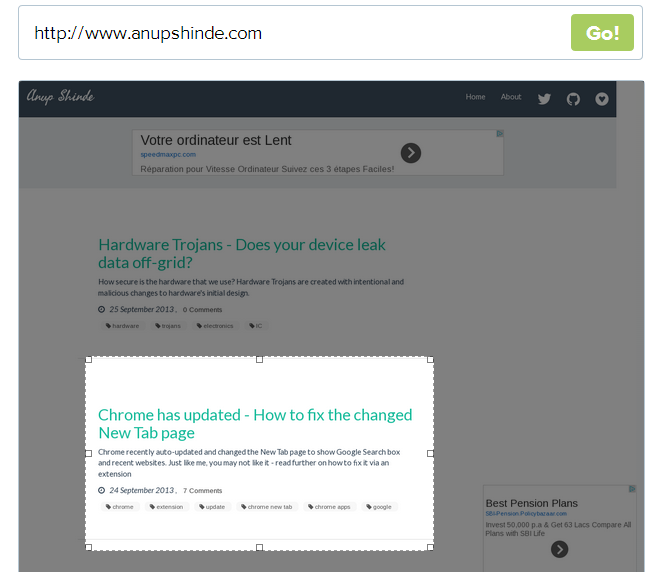 http://www.anupshinde.com Go!
Anup Shinde Home About
Votre ordinateur est Lent
speedmaxpc.com
Réparation pour Vitesse Ordinateur Suivez ces 3 étapes Faciles!
Hardware Trojans - Does your device leak
data off-grid?
How secure is the hardware that we use? Hardware Trojans are created with intentional and
malicious changes to hardware's initial design.
25 September 2013 , 0 Comments
hardware trojans electronics IC
Chrome has updated - How to fix the changed
New Tab page
Chrome recently auto-updated and changed the New Tab page to show Google Search box
and recent websites. Just like me, you may not like it - read further on how to fix it via an
extension
24 September 2013 , 7 Comments
chrome extension update chrome new tab chrome apps google
Best Pension Plans
SBI-Pension.Policybazaar.com
Invest 50,000 p.a & Get 63 Lacs Compare All
Plans with SBI Life